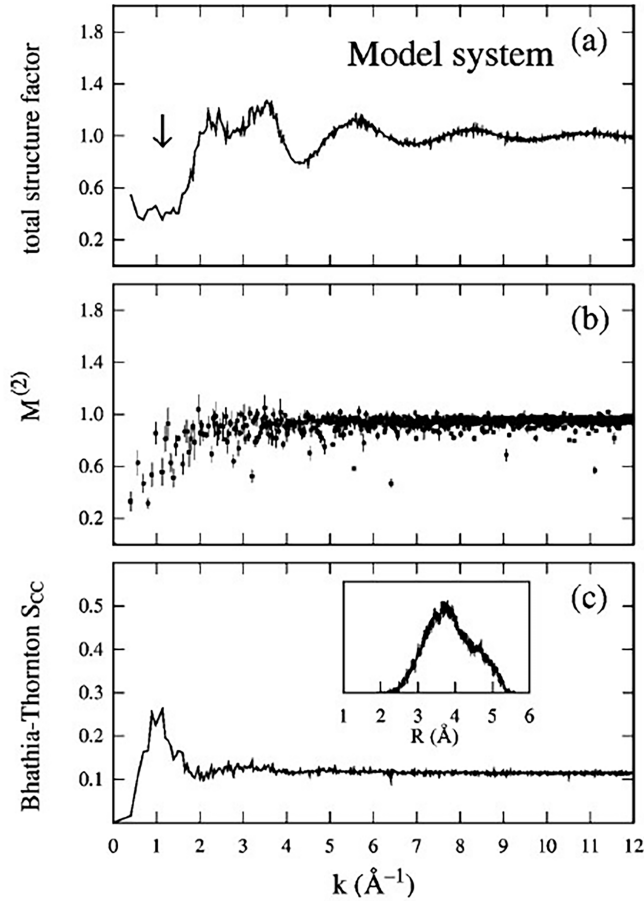 (a)
Model system
total structure factor
1.8
1.4
1.0
0.6
0.2
(b)
M(2)
1.8
1.4
1.0
0.6
0.2
(c)
Bhathia-Thornton SCC
0.5
0.4
0.3
0.2
0.1
1 2 3 4 5 6
R (Å)
0 1 2 3 4 5 6 7 8 9 10 11 12
k (Å−1)